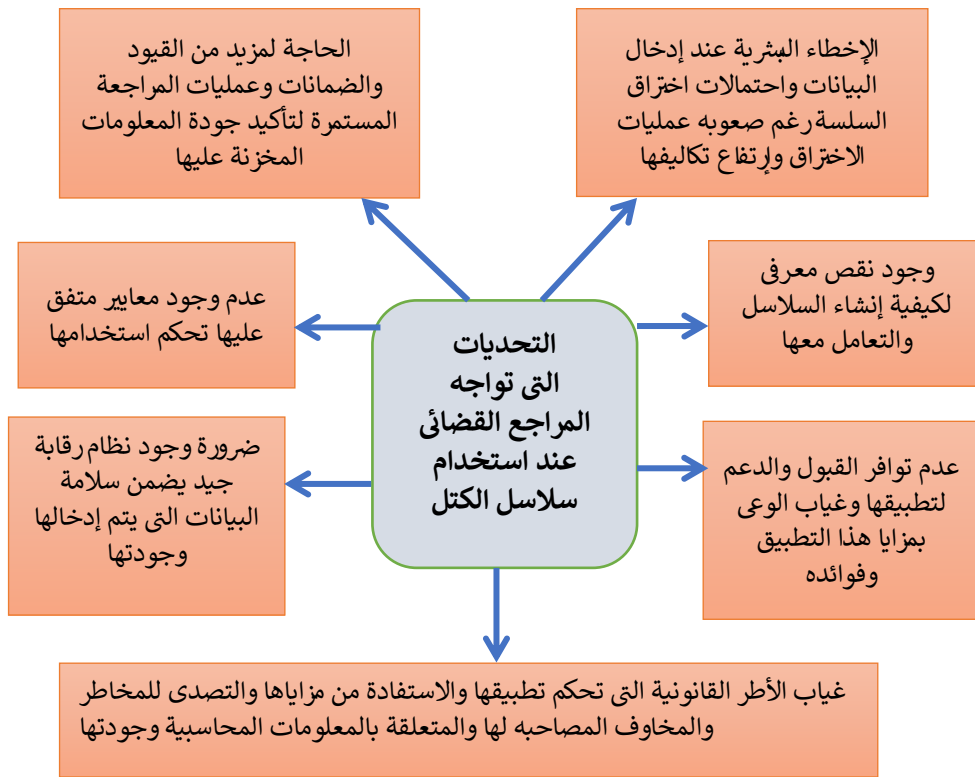 الإخطاء البشرية عند إدخال
البيانات واحتمالات اختراق
السلسة رغم صعوبه عمليات
الاختراق وإرتفاع تكاليفها
الحاجة لمزيد من القيود
والضمانات وعمليات المراجعة
المستمرة لتأكيد جودة المعلومات
المخزنة عليها
وجود نقص معرفى
لكيفية إنشاء السلاسل
والتعامل معها
عدم وجود معايير متفق
عليها تحكم استخدامها
التحديات
التى تواجه
المراجع القضائى
عند استخدام
سلاسل الكتل
عدم توافر القبول والدعم
لتطبيقها وغياب الوعى
بمزايا هذا التطبيق
وفوائده
ضرورة وجود نظام رقابة
جيد يضمن سلامة
البيانات التى يتم إدخالها
وجودتها
غياب الأطر القانونية التى تحكم تطبيقها والاستفادة من مزاياها والتصدى للمخاطر
والمخاوف المصاحبه لها والمتعلقة بالمعلومات المحاسبية وجودتها